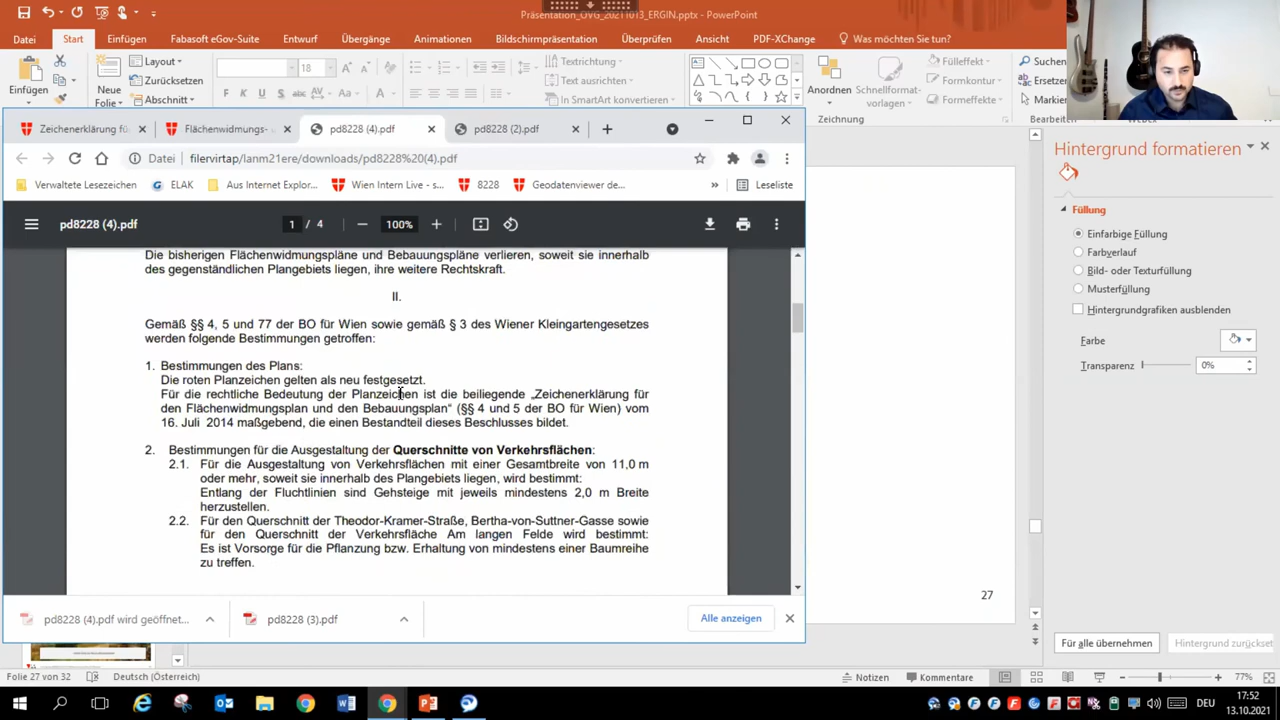 Präsentation_OVG_20211013_ERGIN.pptx - PowerPoint
Datei Start Einfügen Fabasoft eGov-Suite Entwurf Übergänge Animationen Bildschirmpräsentation Überprüfen Ansicht PDF-XChange Was möchten Sie tun?
Einfügen
Neue Folie
Layout
Zurücksetzen
Abschnitt
18
F K U S
Textrichtung
Text ausrichten
In SmartArt konvertieren
Anordnen
Schnellformat-vorlagen
Fülleffekt
Formkontur
Formeffekte
Zeichnung
Suchen
Ersetze
Markie
Bearbeiten
Zeichenerklärung fü
Flächenwidmungs-
pd8228 (4).pdf
pd8228 (2).pdf
Datei filervirtap/lanm21ere/downloads/pd8228%20(4).pdf
Verwaltete Lesezeichen ELAK Aus Internet Explor... Wien Intern Live - s... 8228 Geodatenviewer de... » Leseliste
pd8228 (4).pdf 1 / 4 100%
Die bisherigen Flächenwidmungspläne und Bebauungspläne verlieren, soweit sie innerhalb
des gegenständlichen Plangebiets liegen, ihre weitere Rechtskraft.
II.
Gemäß §§ 4, 5 und 77 der BO für Wien sowie gemäß § 3 des Wiener Kleingartengesetzes
werden folgende Bestimmungen getroffen:
1. Bestimmungen des Plans:
Die roten Planzeichen gelten als neu festgesetzt.
Für die rechtliche Bedeutung der Planzeichen ist die beiliegende „Zeichenerklärung für
den Flächenwidmungsplan und den Bebauungsplan“ (§§ 4 und 5 der BO für Wien) vom
16. Juli 2014 maßgebend, die einen Bestandteil dieses Beschlusses bildet.
2. Bestimmungen für die Ausgestaltung der Querschnitte von Verkehrsflächen:
2.1. Für die Ausgestaltung von Verkehrsflächen mit einer Gesamtbreite von 11,0 m
oder mehr, soweit sie innerhalb des Plangebiets liegen, wird bestimmt:
Entlang der Fluchtlinien sind Gehsteige mit jeweils mindestens 2,0 m Breite
herzustellen.
2.2. Für den Querschnitt der Theodor-Kramer-Straße, Bertha-von-Suttner-Gasse sowie
für den Querschnitt der Verkehrsfläche Am langen Felde wird bestimmt:
Es ist Vorsorge für die Pflanzung bzw. Erhaltung von mindestens einer Baumreihe
zu treffen.
pd8228 (4).pdf wird geöffnet...
pd8228 (3).pdf
Alle anzeigen
27
Hintergrund formatieren
Füllung
Einfarbige Füllung
Farbverlauf
Bild- oder Texturfüllung
Musterfüllung
Hintergrundgrafiken ausblenden
Farbe
Transparenz 0%
Für alle übernehmen
Hintergrund zurückset
Folie 27 von 32 Deutsch (Österreich) Notizen Kommentare 77%
DEU
17:52
13.10.2021